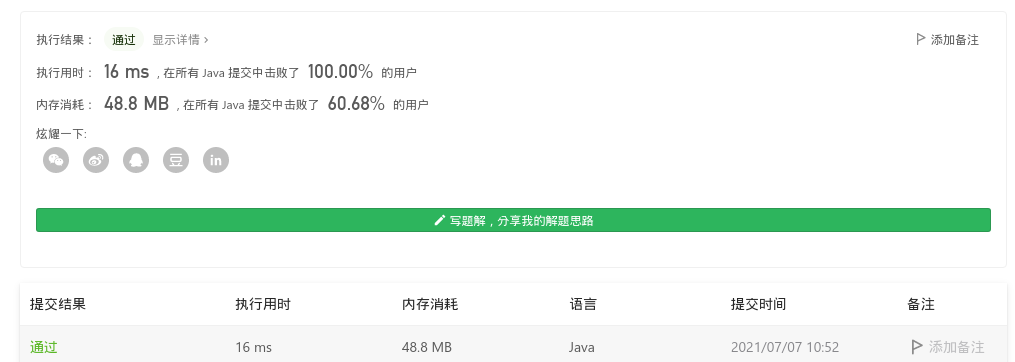 执行结果： 通过 显示详情 › 添加备注
执行用时： 16 ms , 在所有 Java 提交中击败了 100.00% 的用户
内存消耗： 48.8 MB , 在所有 Java 提交中击败了 60.68% 的用户
炫耀一下:
豆 in
写题解，分享我的解题思路
提交结果 执行用时 内存消耗 语言 提交时间 备注
通过 16 ms 48.8 MB Java 2021/07/07 10:52 添加备注